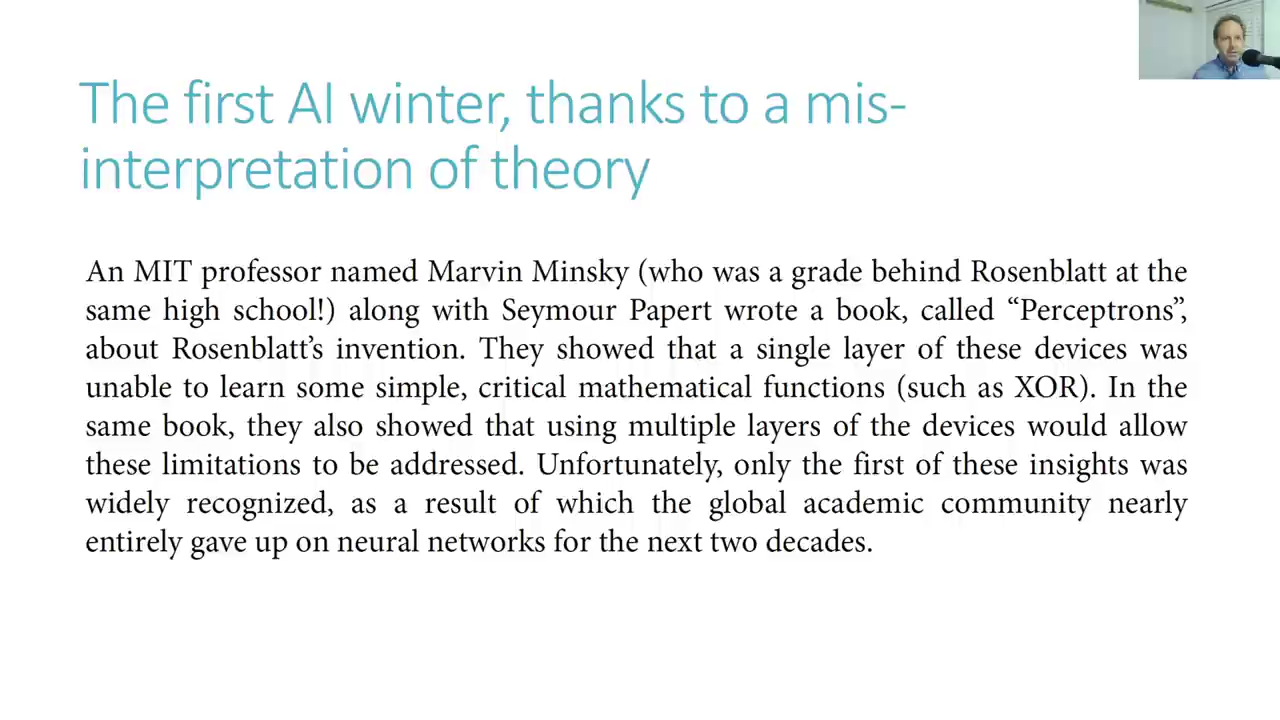 The first AI winter, thanks to a mis-
interpretation of theory
An MIT professor named Marvin Minsky (who was a grade behind Rosenblatt at the
same high school!) along with Seymour Papert wrote a book, called “Perceptrons”,
about Rosenblatt’s invention. They showed that a single layer of these devices was
unable to learn some simple, critical mathematical functions (such as XOR). In the
same book, they also showed that using multiple layers of the devices would allow
these limitations to be addressed. Unfortunately, only the first of these insights was
widely recognized, as a result of which the global academic community nearly
entirely gave up on neural networks for the next two decades.